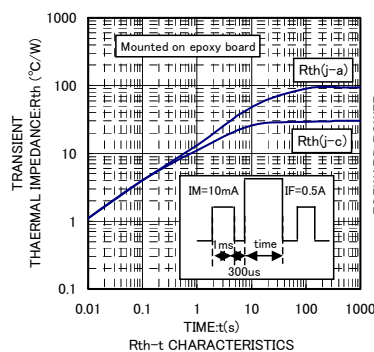 1000
100
10
1
0.1
TRANSIENT
THAERMAL IMPEDANCE:Rth (℃/W)
Mounted on epoxy board
Rth(j-a)
Rth(j-c)
IM=10mA
IF=0.5A
1ms
time
300us
0.01
0.1
1
10
100
1000
TIME:t(s)
Rth-t CHARACTERISTICS